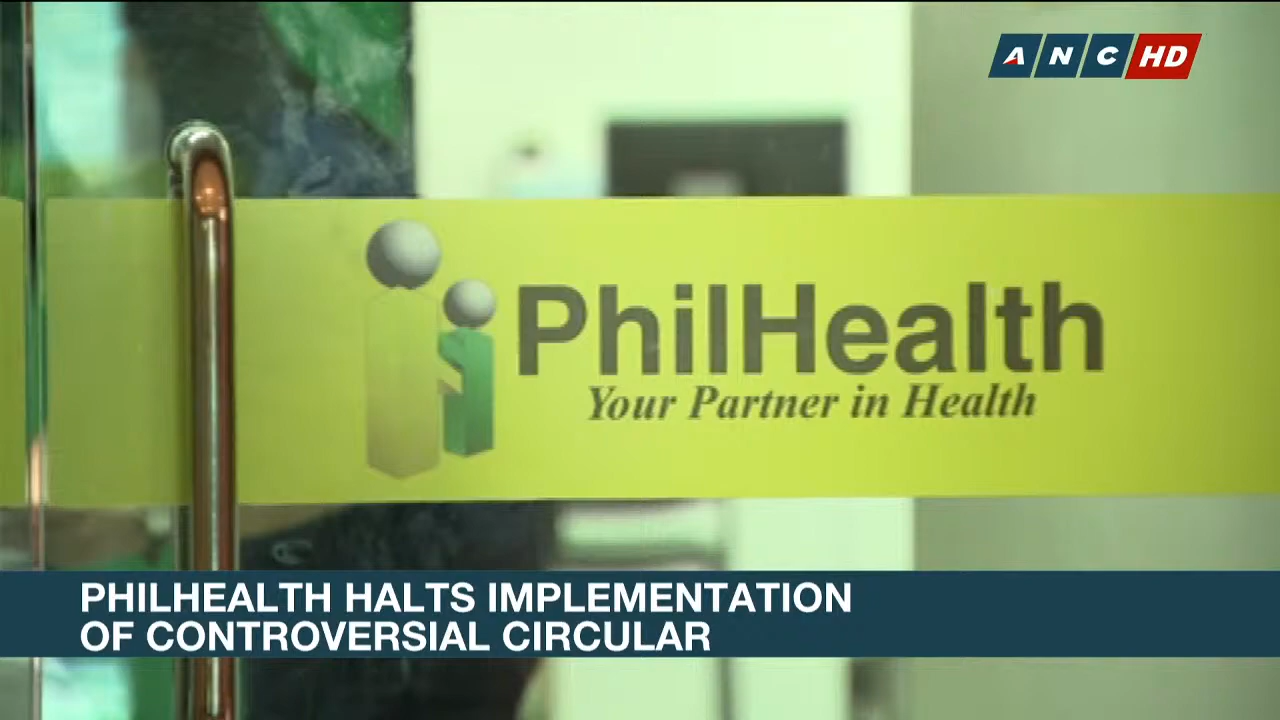 ANC HD
PhilHealth
Your Partner in Health
PHILHEALTH HALTS IMPLEMENTATION
OF CONTROVERSIAL CIRCULAR